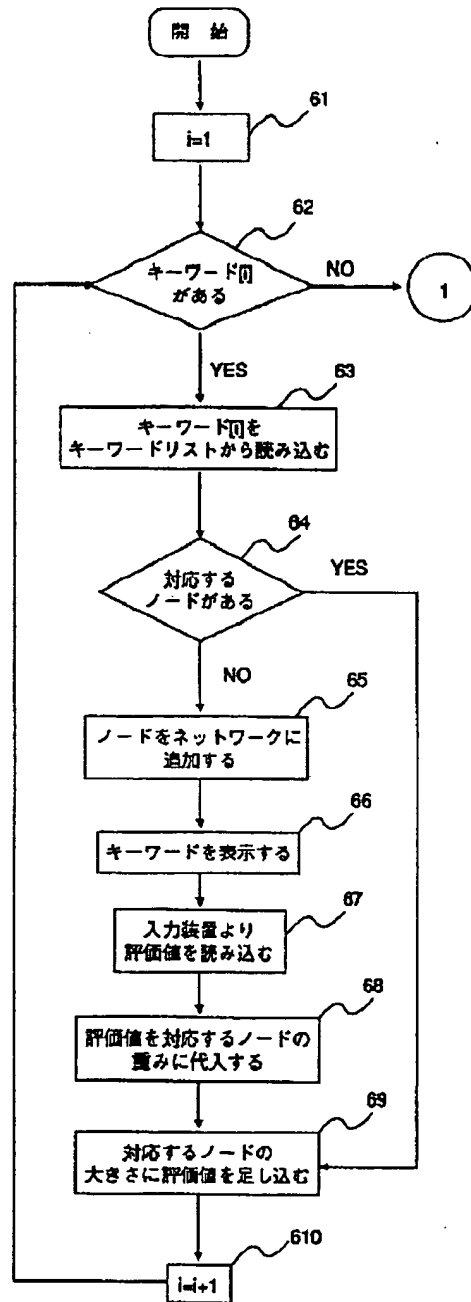 開 始
61
i=1
62
キーワード[i]
がある
NO
1
YES
63
キーワード[i]を
キーワードリストから読み込む
64
対応する
ノードがある
YES
NO
65
ノードをネットワークに
追加する
66
キーワードを表示する
67
入力装置より
評価値を読み込む
68
評価値を対応するノードの
重みに代入する
69
対応するノードの
大きさに評価値を足し込む
610
i=i+1